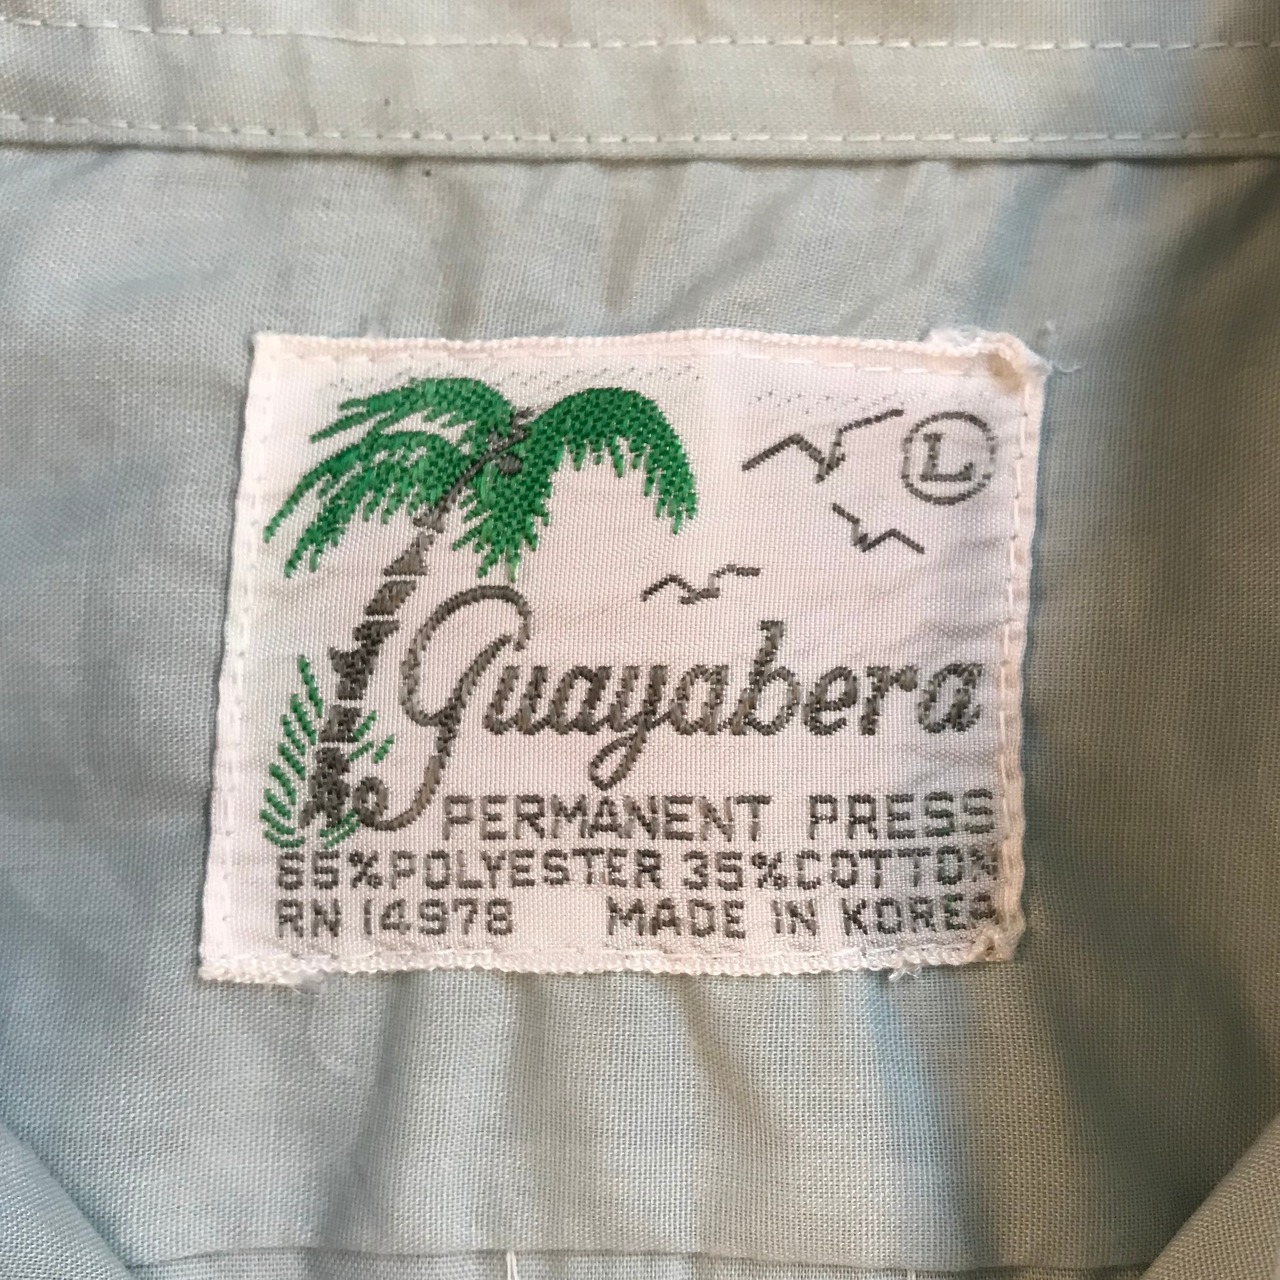 L
Guayabera
PERMANENT PRESS
65% POLYESTER 35% COTTON
RN 14978 MADE IN KOREA